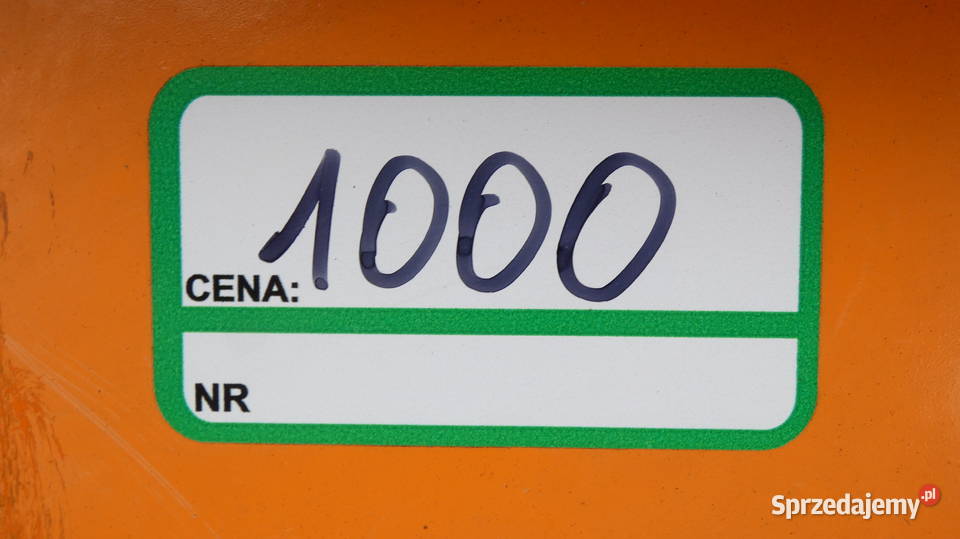 1000
CENA:
NR
Sprzedajemy.pl